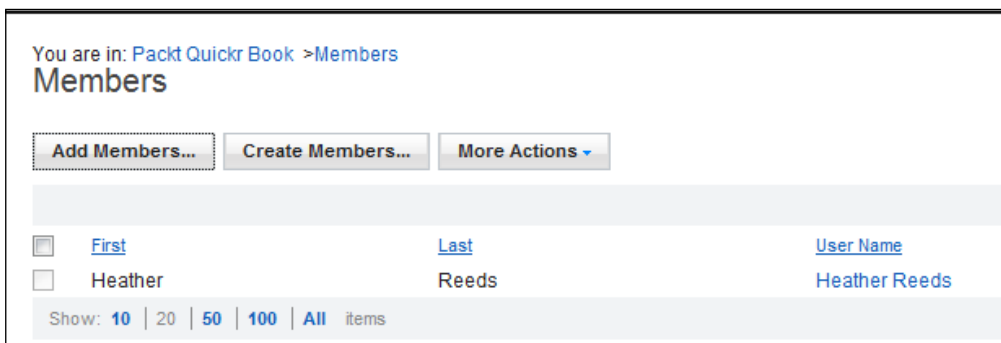 You are in: Packt Quickr Book >Members
Members
Add Members... Create Members... More Actions
First Last User Name
Heather Reeds Heather Reeds
Show: 10 | 20 | 50 | 100 | All items